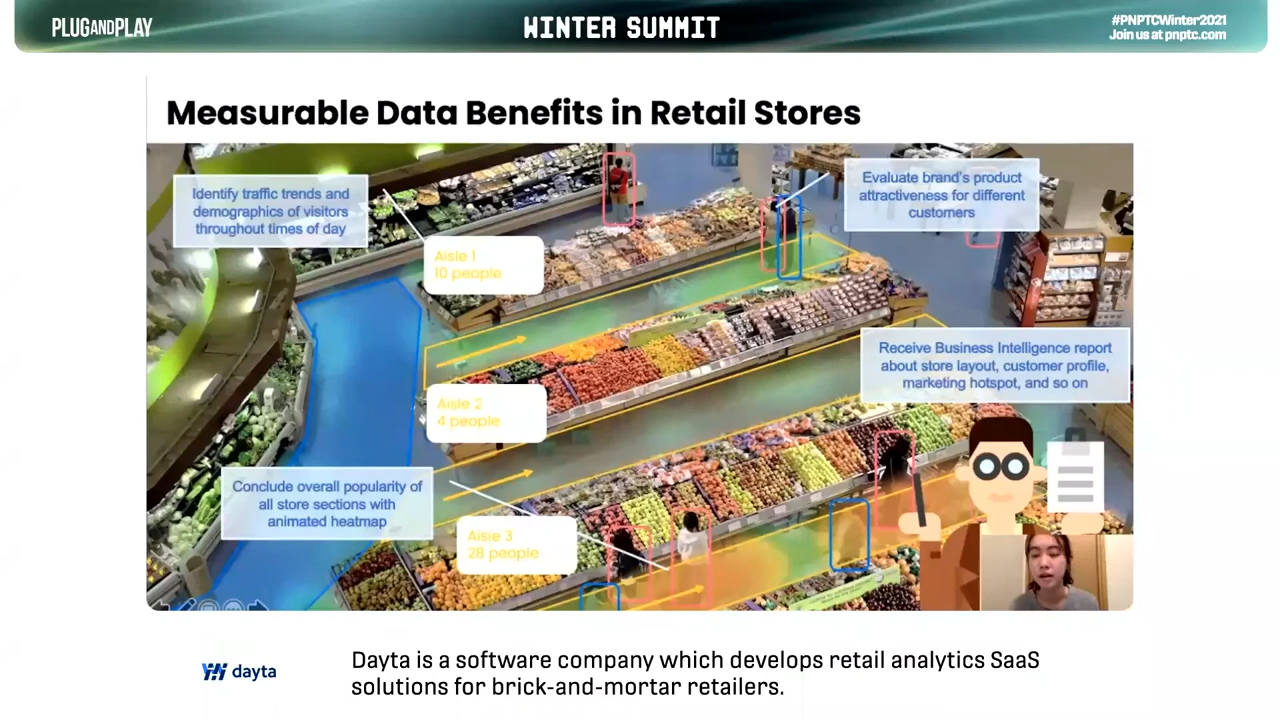 PLUGANDPLAY
WINTER SUMMIT
#PNPTCWinter2021
Join us at pnptc.com
Measurable Data Benefits in Retail Stores
Identify traffic trends and
demographics of visitors
throughout times of day
Evaluate brand's product
attractiveness for different
customers
Aisle 1
10 people
Receive Business Intelligence report
about store layout, customer profile,
marketing hotspot, and so on
Aisle 2
4 people
Conclude overall popularity of
all store sections with
animated heatmap
Aisle 3
28 people
dayta
Dayta is a software company which develops retail analytics SaaS
solutions for brick-and-mortar retailers.